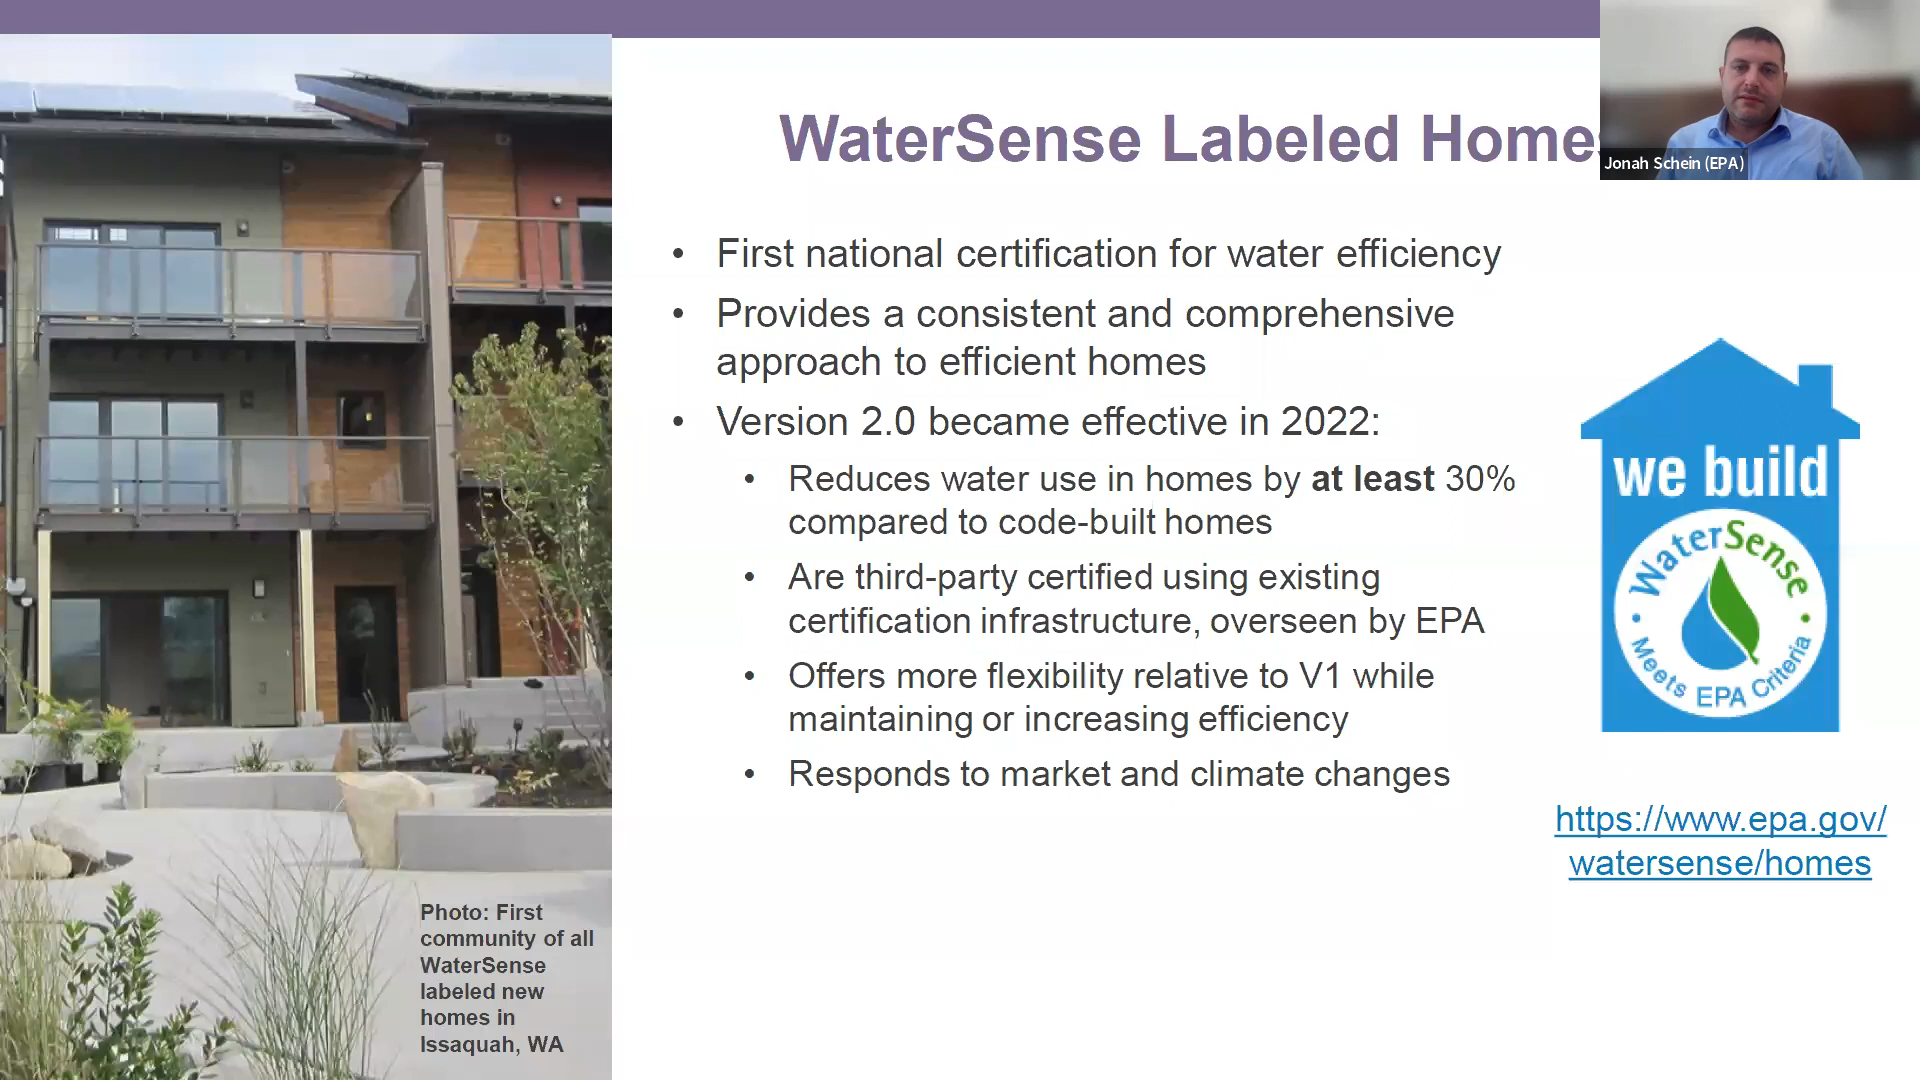 WaterSense Labeled Home
Jonah Schein (EPA)
• First national certification for water efficiency
• Provides a consistent and comprehensive
approach to efficient homes
• Version 2.0 became effective in 2022:
• Reduces water use in homes by at least 30%
compared to code-built homes
• Are third-party certified using existing
certification infrastructure, overseen by EPA
• Offers more flexibility relative to V1 while
maintaining or increasing efficiency
• Responds to market and climate changes
we build
WaterSense
Meets EPA Criteria
https://www.epa.gov/
watersense/homes
Photo: First
community of all
WaterSense
labeled new
homes in
Issaquah, WA